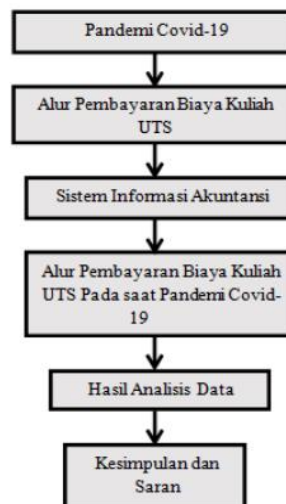 Pandemi Covid-19
Alur Pembayaran Biaya Kuliah
UTS
Sistem Informasi Akuntansi
Alur Pembayaran Biaya Kuliah
UTS Pada saat Pandemi Covid-
19
Hasil Analisis Data
Kesimpulan dan
Saran